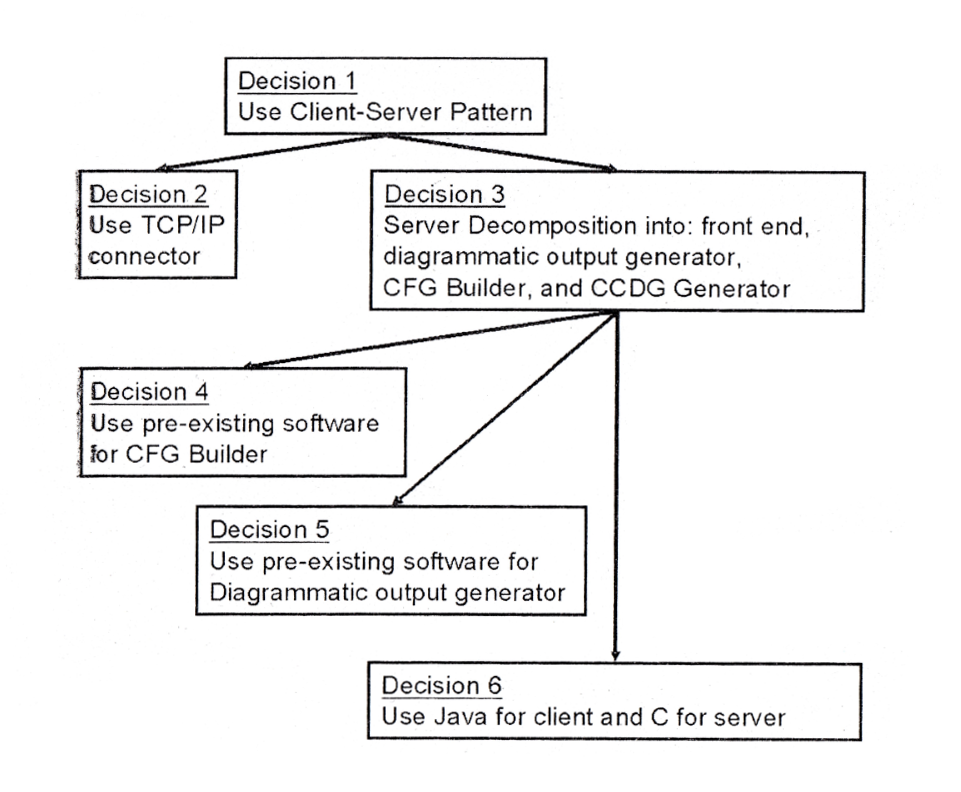 Decision 1
Use Client-Server Pattern
Decision 2
Use TCP/IP
connector
Decision 3
Server Decomposition into: front end,
diagrammatic output generator,
CFG Builder, and CCDG Generator
Decision 4
Use pre-existing software
for CFG Builder
Decision 5
Use pre-existing software for
Diagrammatic output generator
Decision 6
Use Java for client and C for server